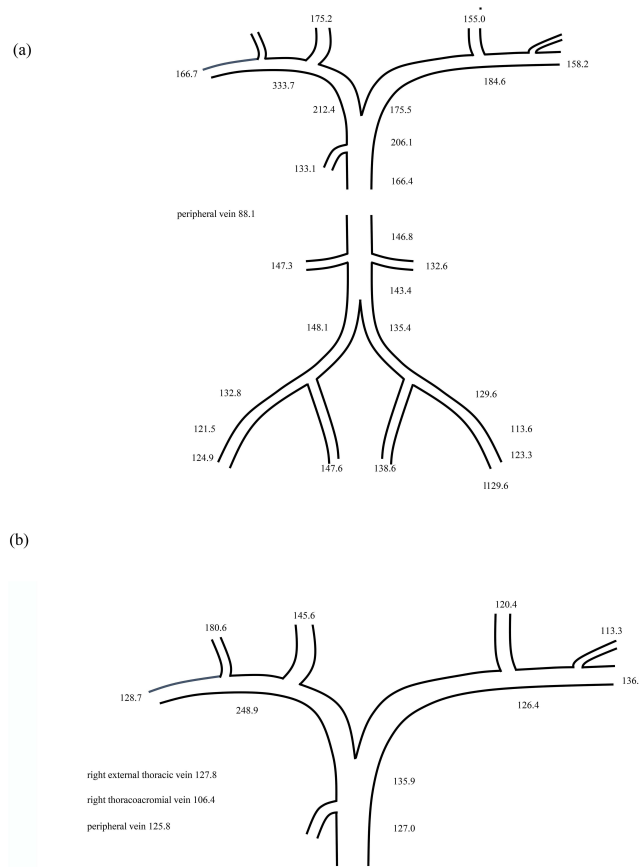 175.2 155.0
(a)
166.7 158.2
333.7 184.6
212.4 175.5
206.1
133.1
166.4
peripheral vein 88.1
146.8
147.3 132.6
143.4
148.1 135.4
132.8 129.6
121.5 113.6
124.9 147.6 138.6 123.3
1129.6
(b)
180.6 145.6 120.4 113.3
128.7 136.
248.9 126.4
right external thoracic vein 127.8 135.9
right thoracoacromial vein 106.4
peripheral vein 125.8 127.0